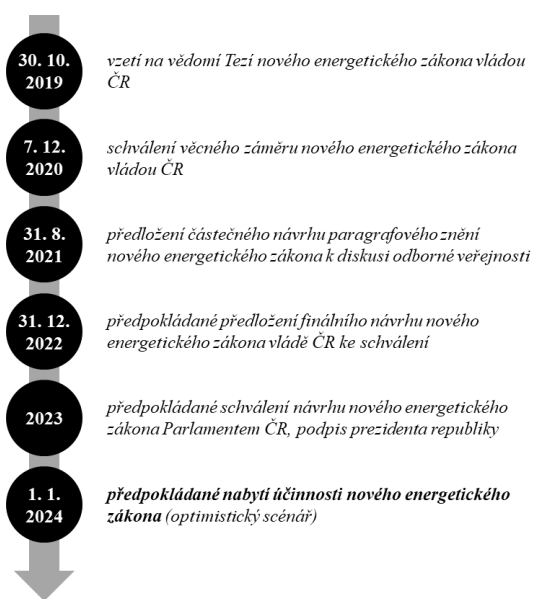 30. 10.
2019
vzetí na vědomí Tezí nového energetického zákona vládou
ČR
7. 12.
2020
schválení věcného záměru nového energetického zákona
vládou ČR
31. 8.
2021
předložení částečného návrhu paragrafového znění
nového energetického zákona k diskusi odborné veřejnosti
31. 12.
2022
předpokládané předložení finálního návrhu nového
energetického zákona vládě ČR ke schválení
2023
předpokládané schválení návrhu nového energetického
zákona Parlamentem ČR, podpis prezidenta republiky
1. 1.
2024
předpokládané nabytí účinnosti nového energetického
zákona (optimistický scénář)